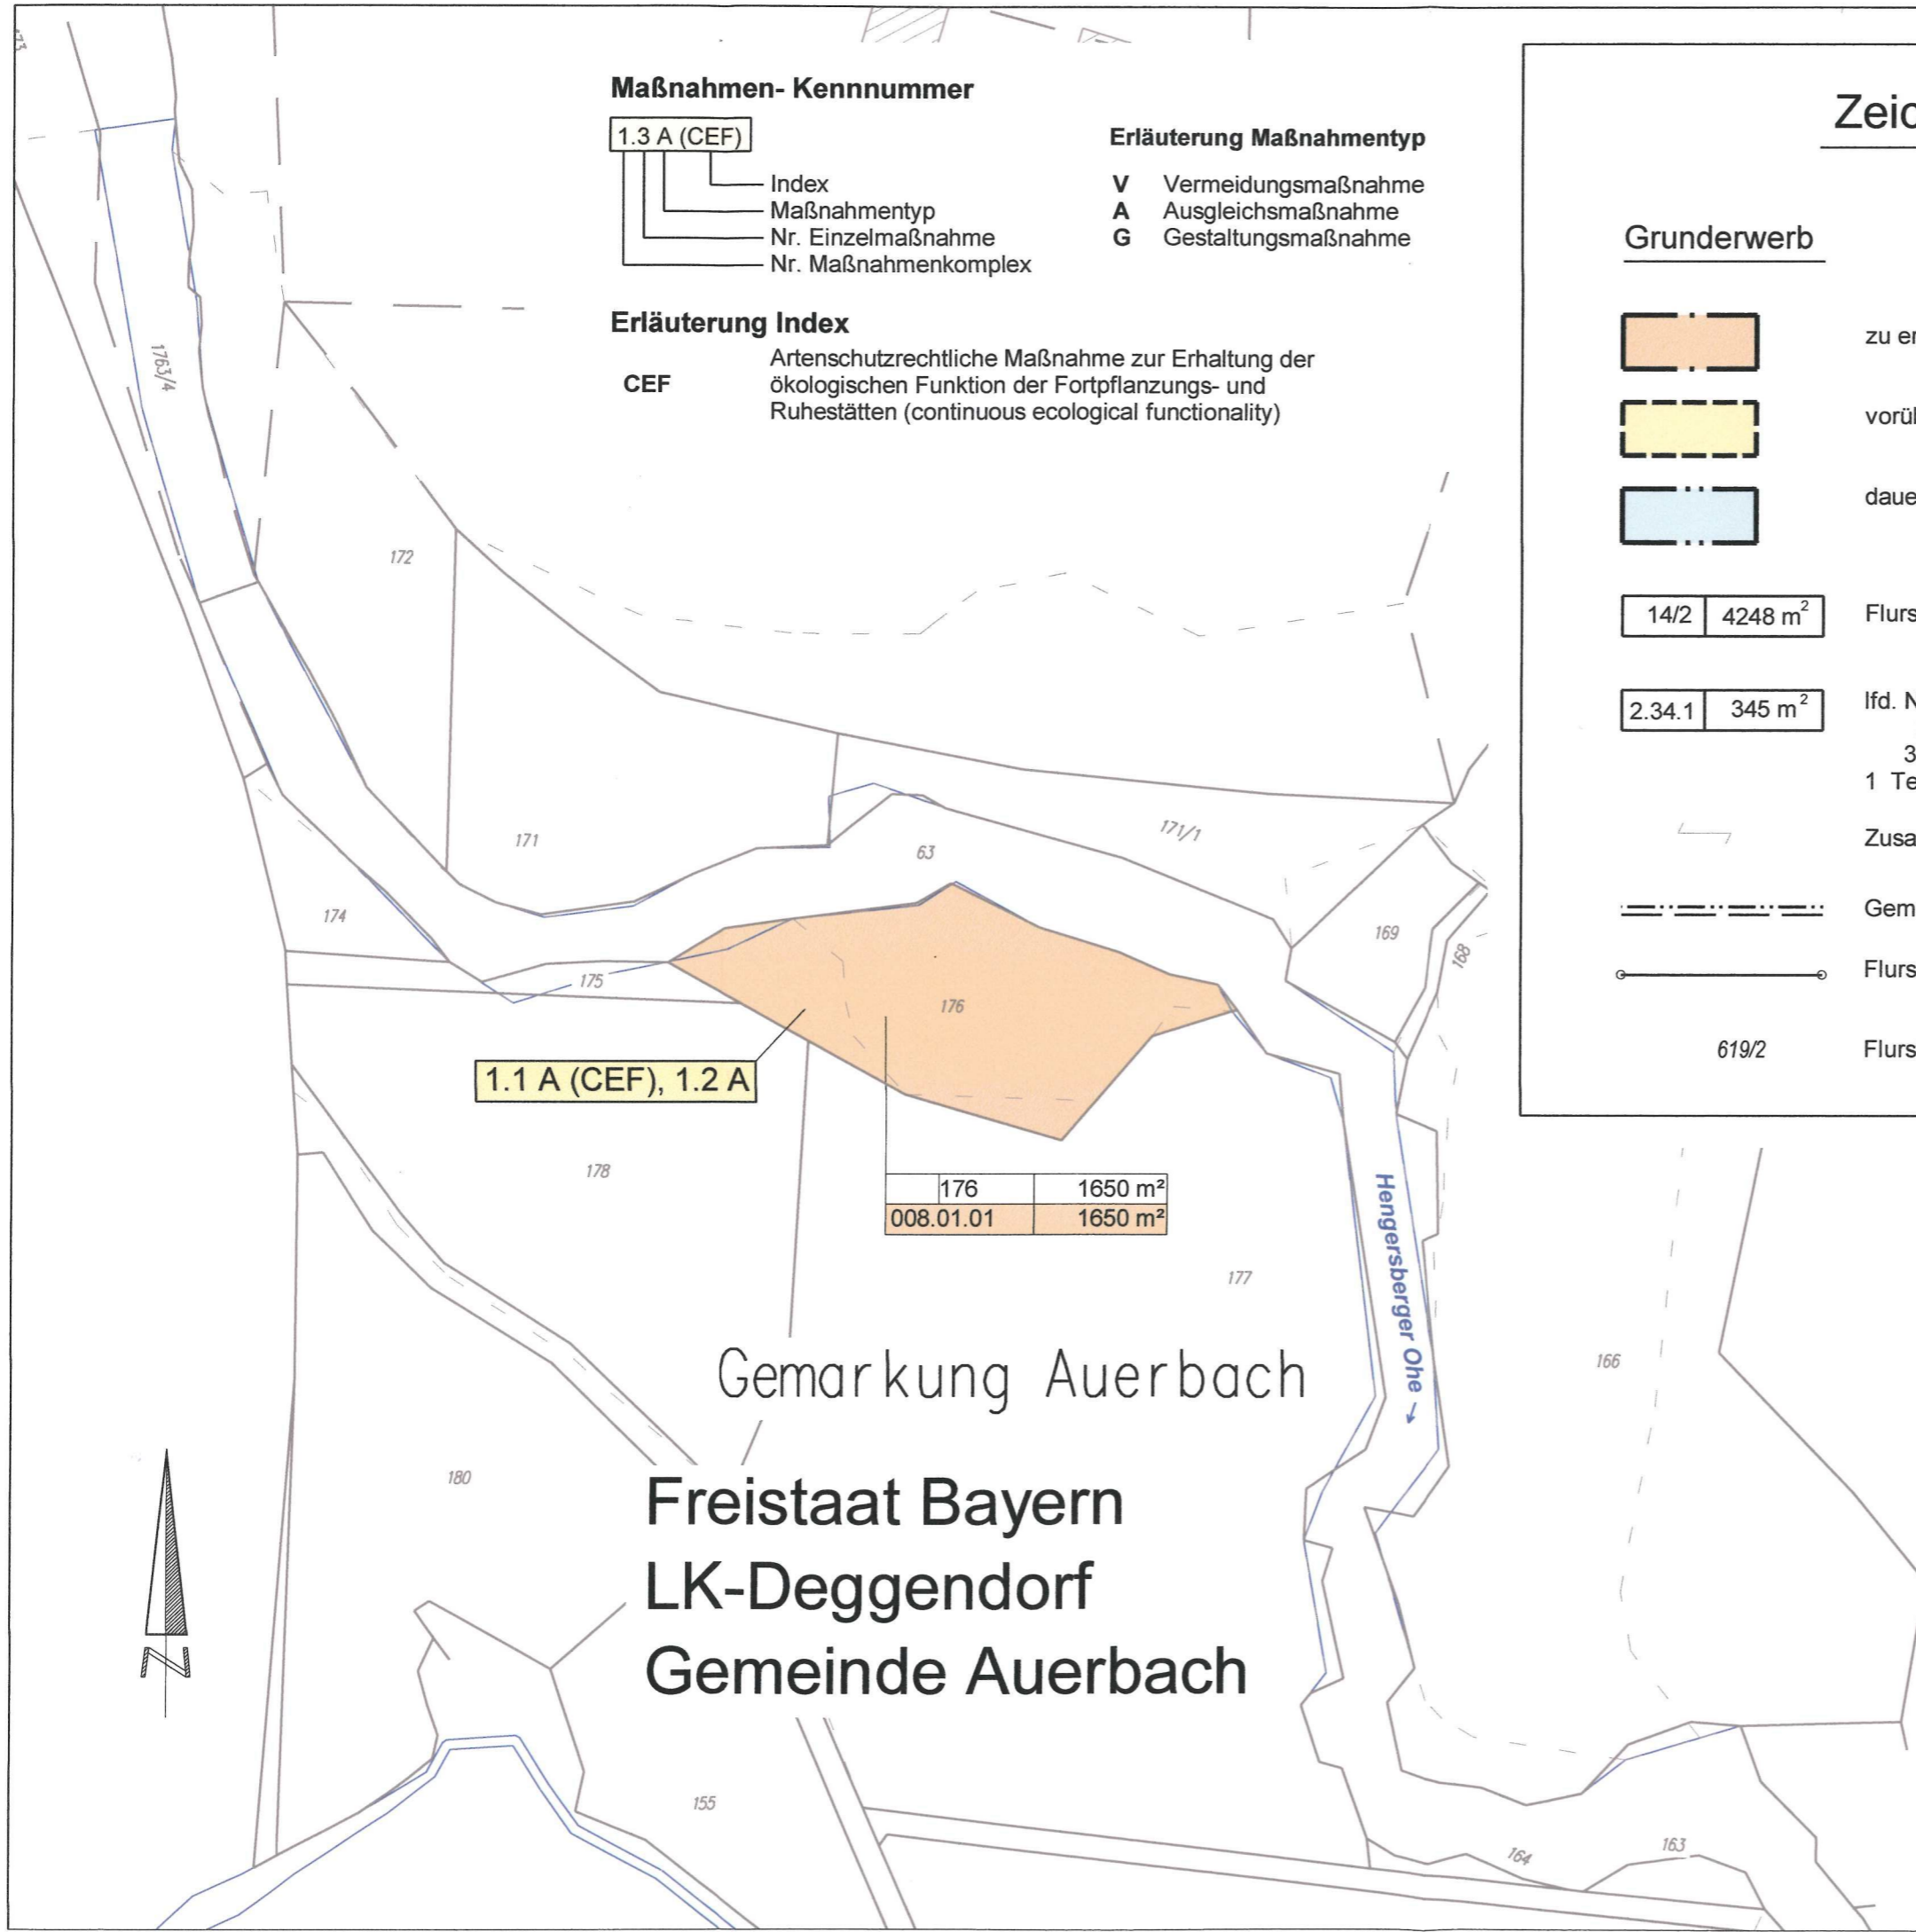 173
Maßnahmen- Kennnummer
1.3 A (CEF)
Index
Maßnahmentyp
Nr. Einzelmaßnahme
Nr. Maßnahmenkomplex
Erläuterung Maßnahmentyp
V Vermeidungsmaßnahme
A Ausgleichsmaßnahme
G Gestaltungsmaßnahme
Erläuterung Index
CEF
Artenschutzrechtliche Maßnahme zur Erhaltung der
ökologischen Funktion der Fortpflanzungs- und
Ruhestätten (continuous ecological functionality)
Zeic
Grunderwerb
zu er
vorü
daue
14/2 4248 m²
Flurs
2.34.1 345 m²
lfd. N
3
1 Te
Zusa
Gem
Flurs
619/2
Flurs
1763/4
172
171
171/1
63
174
175
176
169
168
1.1 A (CEF), 1.2 A
178
176 1650 m²
008.01.01 1650 m²
177
Hengersberger Ohe →
166
Gemarkung Auerbach
180
Freistaat Bayern
LK-Deggendorf
Gemeinde Auerbach
N
155
164
163